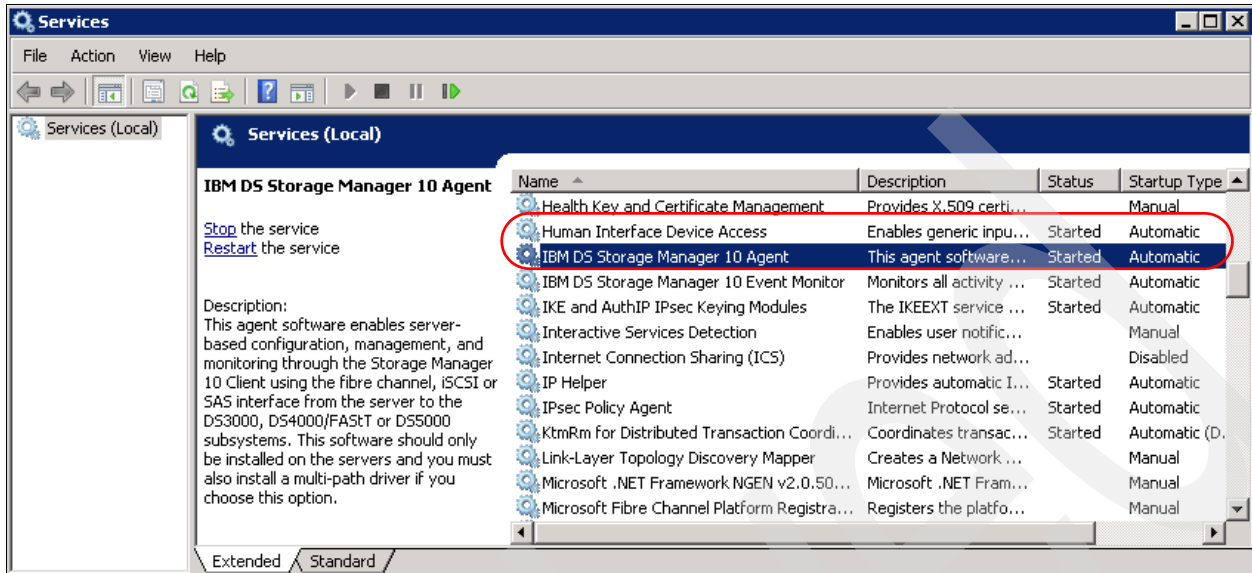 Services
File Action View Help
Services (Local)
Services (Local)
IBM DS Storage Manager 10 Agent
Stop the service
Restart the service
Description:
This agent software enables server-
based configuration, management, and
monitoring through the Storage Manager
10 Client using the fibre channel, iSCSI or
SAS interface from the server to the
DS3000, DS4000/FAStT or DS5000
subsystems. This software should only
be installed on the servers and you must
also install a multi-path driver if you
choose this option.
Name Description Status Startup Type
Health Key and Certificate Management Provides X.509 certi... Manual
Human Interface Device Access Enables generic inpu... Started Automatic
IBM DS Storage Manager 10 Agent This agent software... Started Automatic
IBM DS Storage Manager 10 Event Monitor Monitors all activity ... Started Automatic
IKE and AuthIP IPsec Keying Modules The IKEEXT service ... Started Automatic
Interactive Services Detection Enables user notific... Manual
Internet Connection Sharing (ICS) Provides network ad... Disabled
IP Helper Provides automatic I... Started Automatic
IPsec Policy Agent Internet Protocol se... Started Automatic
KtmRm for Distributed Transaction Coordi... Coordinates transac... Started Automatic (D.
Link-Layer Topology Discovery Mapper Creates a Network ... Manual
Microsoft .NET Framework NGEN v2.0.50... Microsoft .NET Fram... Manual
Microsoft Fibre Channel Platform Registra... Registers the platfo... Manual
Extended Standard